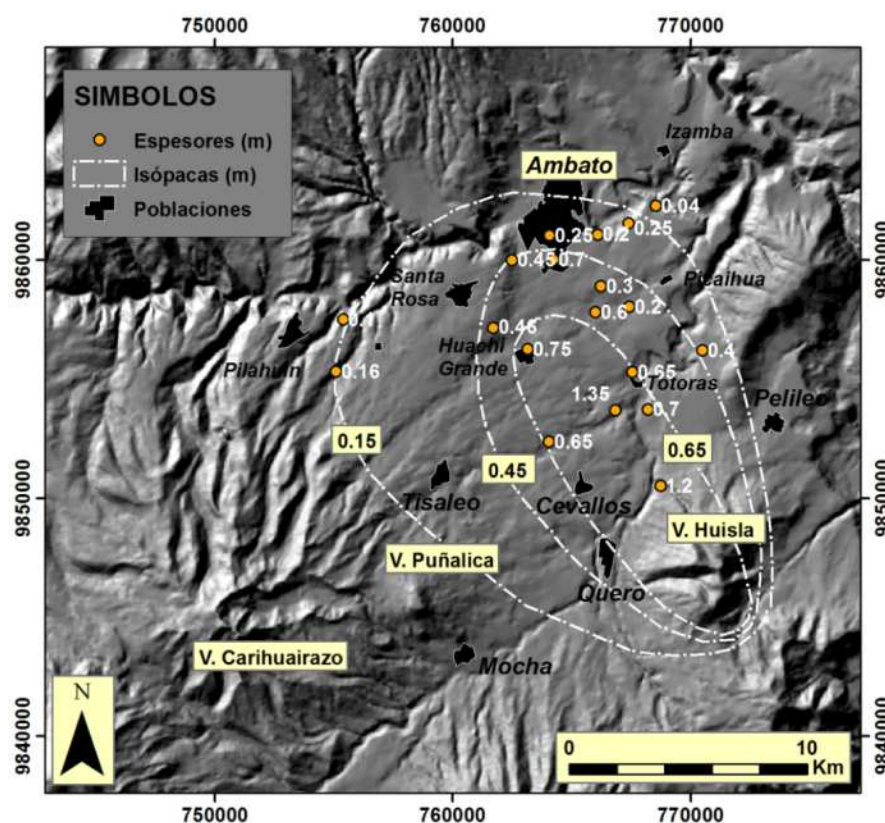 750000 760000 770000
SIMBOLOS
Espesores (m)
Isópacas (m)
Poblaciones
Izamba
Ambato
0.04
0.25
0.25
0.2
9860000
9860000
0.45
0.7
Santa
Rosa
Picaihua
0.3
0.2
0.6
0.1
0.46
Pilahuin
Huachi
Grande
0.75
0.4
0.16
0.65
Totoras
1.35
0.7
Pelileo
0.15
0.45
0.65
0.65
Tisaleo
Cevallos
1.2
9850000
9850000
V. Huisla
V. Puñalica
Quero
V. Carihuairazo
Mocha
N
9840000
9840000
0 10
Km
750000 760000 770000